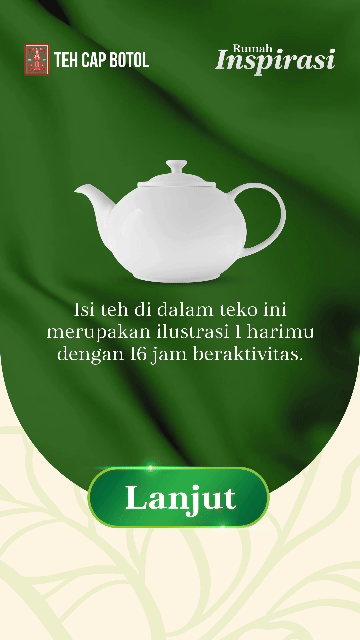 TEH CAP BOTOL
Rumah
Inspirasi
Isi teh di dalam teko ini
merupakan ilustrasi 1 harimu
dengan 16 jam beraktivitas.
Lanjut